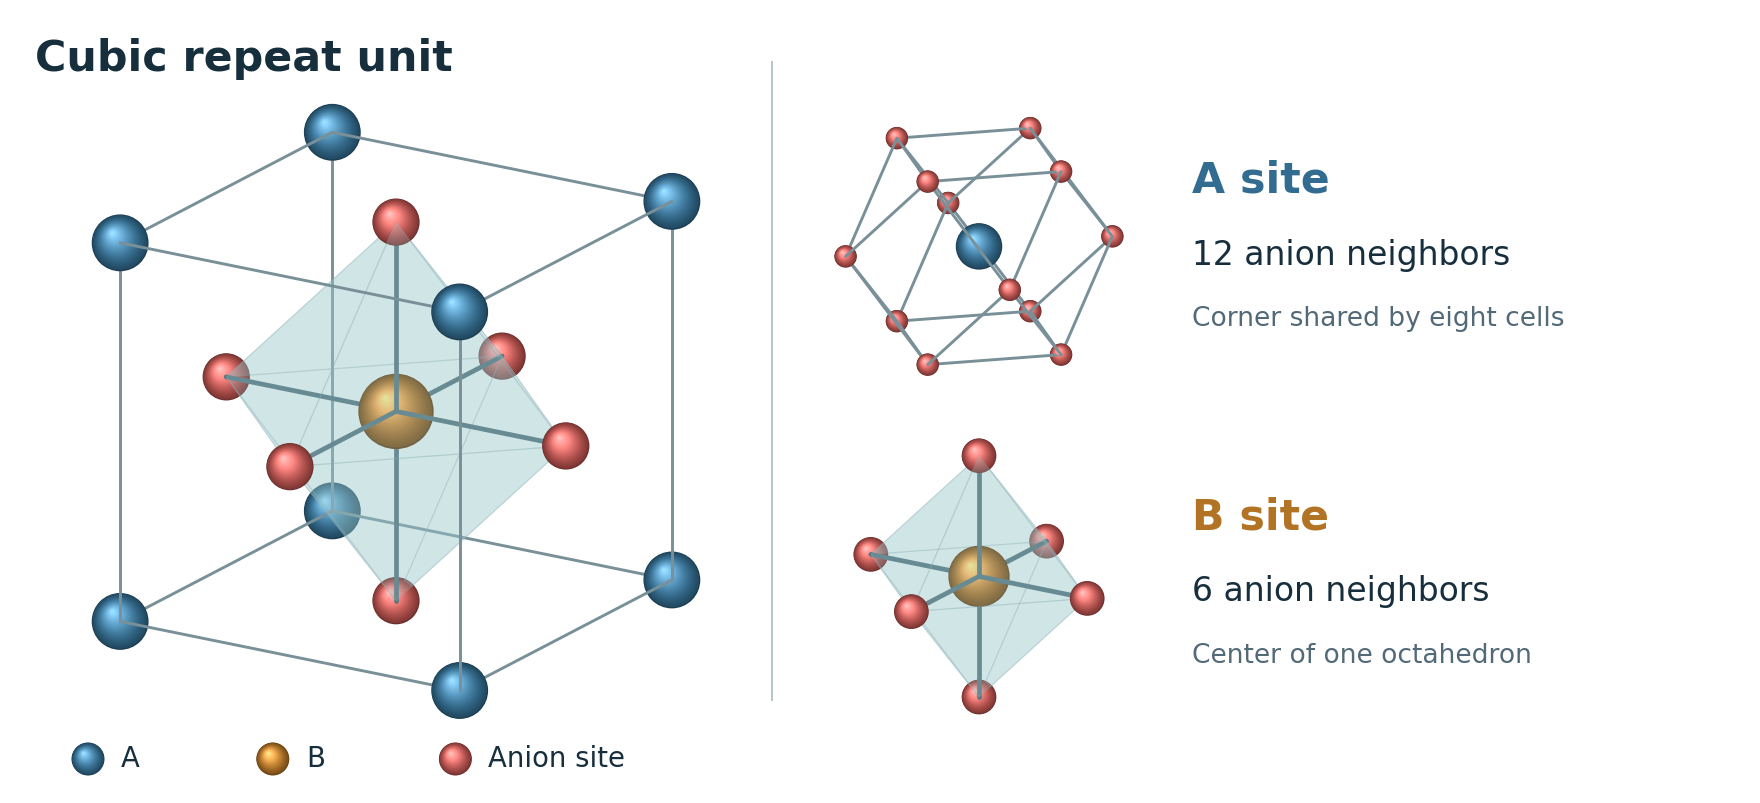 Cubic repeat unit
A site
12 anion neighbors
Corner shared by eight cells
B site
6 anion neighbors
Center of one octahedron
A
B
Anion site